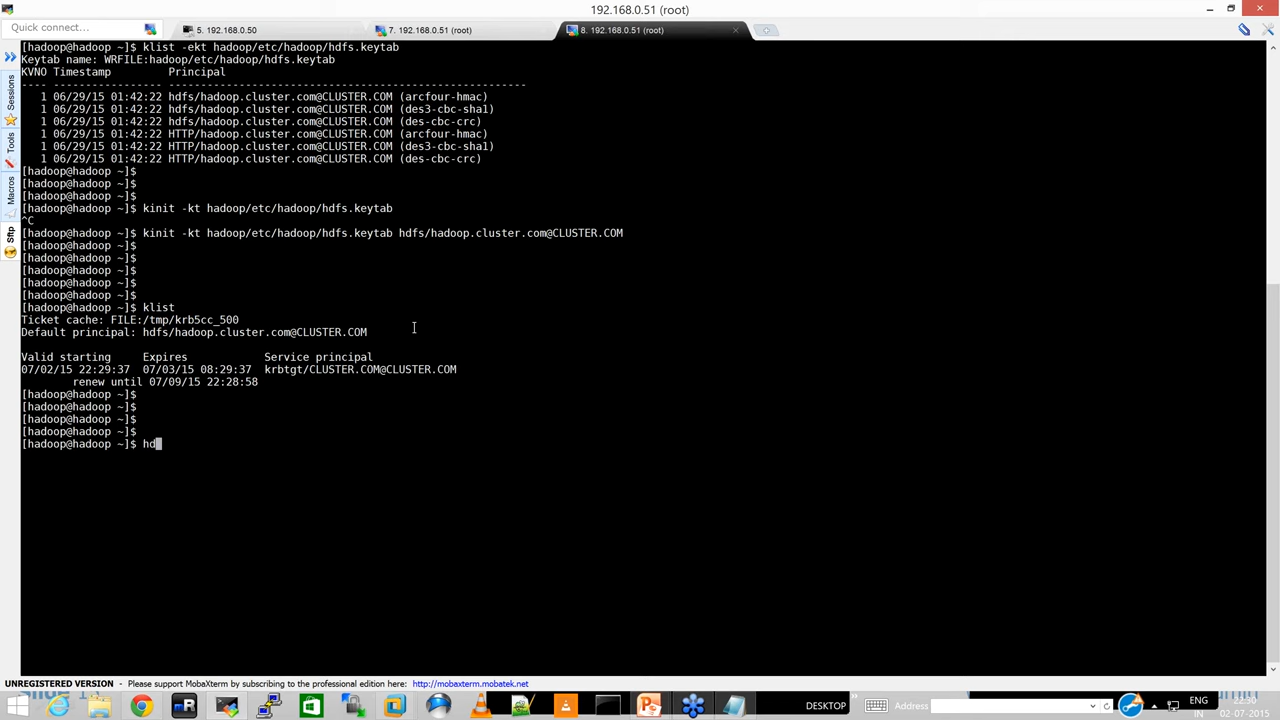 192.168.0.51 (root)
Quick connect...
5. 192.168.0.50
7. 192.168.0.51 (root)
8. 192.168.0.51 (root)
Sessions
Tools
Macros
Sftp
[hadoop@hadoop ~]$ klist -ekt hadoop/etc/hadoop/hdfs.keytab
Keytab name: WRFILE:hadoop/etc/hadoop/hdfs.keytab
KVNO Timestamp         Principal
---- ----------------- --------------------------------------------------------
1 06/29/15 01:42:22 hdfs/hadoop.cluster.com@CLUSTER.COM (arcfour-hmac)
1 06/29/15 01:42:22 hdfs/hadoop.cluster.com@CLUSTER.COM (des3-cbc-sha1)
1 06/29/15 01:42:22 hdfs/hadoop.cluster.com@CLUSTER.COM (des-cbc-crc)
1 06/29/15 01:42:22 HTTP/hadoop.cluster.com@CLUSTER.COM (arcfour-hmac)
1 06/29/15 01:42:22 HTTP/hadoop.cluster.com@CLUSTER.COM (des3-cbc-sha1)
1 06/29/15 01:42:22 HTTP/hadoop.cluster.com@CLUSTER.COM (des-cbc-crc)
[hadoop@hadoop ~]$
[hadoop@hadoop ~]$
[hadoop@hadoop ~]$
[hadoop@hadoop ~]$ kinit -kt hadoop/etc/hadoop/hdfs.keytab
^C
[hadoop@hadoop ~]$ kinit -kt hadoop/etc/hadoop/hdfs.keytab hdfs/hadoop.cluster.com@CLUSTER.COM
[hadoop@hadoop ~]$
[hadoop@hadoop ~]$
[hadoop@hadoop ~]$
[hadoop@hadoop ~]$
[hadoop@hadoop ~]$
[hadoop@hadoop ~]$ klist
Ticket cache: FILE:/tmp/krb5cc_500
Default principal: hdfs/hadoop.cluster.com@CLUSTER.COM
Valid starting     Expires            Service principal
07/02/15 22:29:37  07/03/15 08:29:37  krbtgt/CLUSTER.COM@CLUSTER.COM
renew until 07/09/15 22:28:58
[hadoop@hadoop ~]$
[hadoop@hadoop ~]$
[hadoop@hadoop ~]$
[hadoop@hadoop ~]$
[hadoop@hadoop ~]$ hd
UNREGISTERED VERSION - Please support MobaXterm by subscribing to the professional edition here: http://mobaxterm.mobatek.net
DESKTOP
Address
ENG
IN
22:30
02-07-2015